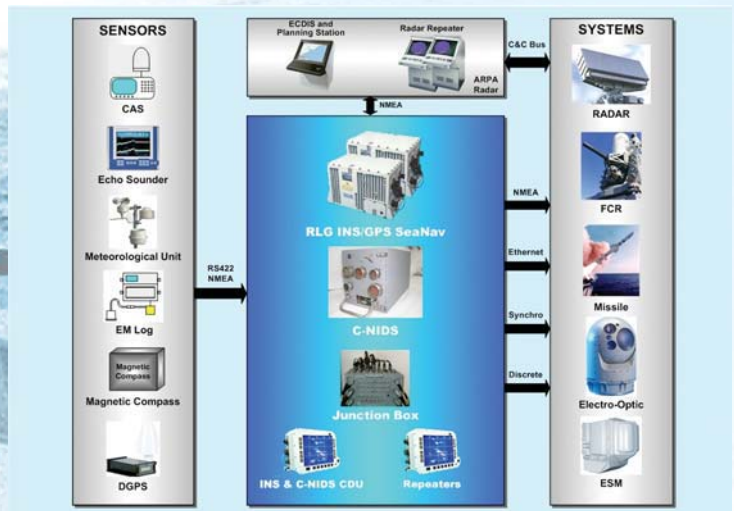 SENSORS
CAS
Echo Sounder
Meteorological Unit
EM Log
Magnetic
Compass
Magnetic Compass
DGPS
RS422
NMEA
ECDIS and
Planning Station
Radar Repeater
ARPA
Radar
NMEA
RLG INS/GPS SeaNav
C-NIDS
Junction Box
INS & C-NIDS CDU
Repeaters
C&C Bus
NMEA
Ethernet
Synchro
Discrete
SYSTEMS
RADAR
FCR
Missile
Electro-Optic
ESM